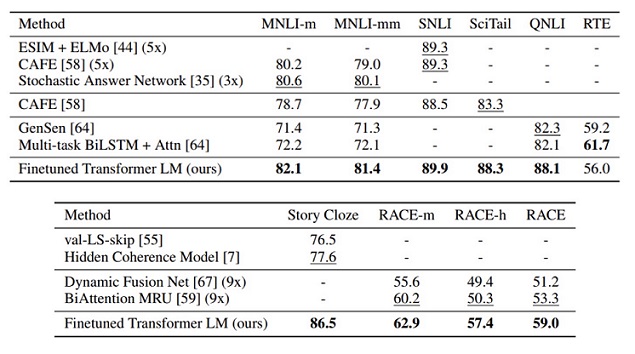 Method MNLI-m MNLI-mm SNLI SciTail QNLI RTE
ESIM + ELMo [44] (5x) - - 89.3 - - -
CAFE [58] (5x) 80.2 79.0 89.3 - - -
Stochastic Answer Network [35] (3x) 80.6 80.1 - - - -
CAFE [58] 78.7 77.9 88.5 83.3
GenSen [64] 71.4 71.3 - - 82.3 59.2
Multi-task BiLSTM + Attn [64] 72.2 72.1 - - 82.1 61.7
Finetuned Transformer LM (ours) 82.1 81.4 89.9 88.3 88.1 56.0
Method Story Cloze RACE-m RACE-h RACE
val-LS-skip [55] 76.5 - - -
Hidden Coherence Model [7] 77.6 - - -
Dynamic Fusion Net [67] (9x) - 55.6 49.4 51.2
BiAttention MRU [59] (9x) - 60.2 50.3 53.3
Finetuned Transformer LM (ours) 86.5 62.9 57.4 59.0